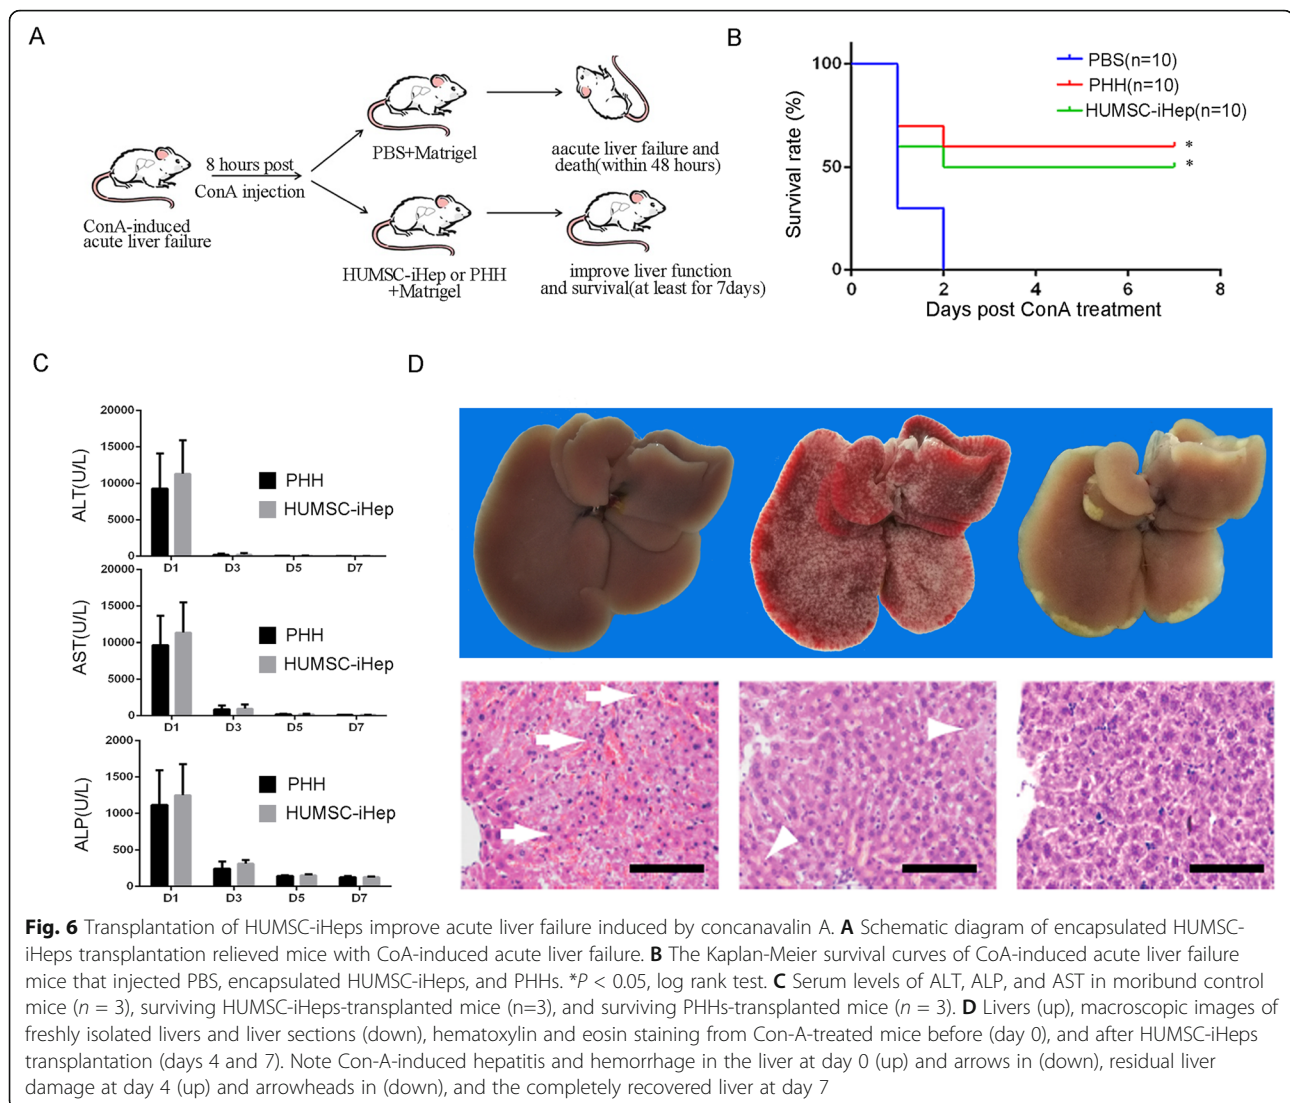 A
ConA-induced
acute liver failure
8 hours post
ConA injection
PBS+Matrigel
aacute liver failure and
death(within 48 hours)
HUMSC-iHep or PHH
+Matrigel
improve liver function
and survival(at least for 7days)
B
Survival rate (%)
100
50
0
0
2
4
6
8
Days post ConA treatment
PBS(n=10)
PHH(n=10)
HUMSC-iHep(n=10)
*
*
C
ALT(U/L)
20000
15000
10000
5000
0
D1
D3
D5
D7
PHH
HUMSC-iHep
AST(U/L)
15000
10000
5000
0
D1
D3
D5
D7
PHH
HUMSC-iHep
ALP(U/L)
2000
1500
1000
500
0
D1
D3
D5
D7
PHH
HUMSC-iHep
D
Fig. 6 Transplantation of HUMSC-iHeps improve acute liver failure induced by concanavalin A. A Schematic diagram of encapsulated HUMSC-
iHeps transplantation relieved mice with CoA-induced acute liver failure. B The Kaplan-Meier survival curves of CoA-induced acute liver failure
mice that injected PBS, encapsulated HUMSC-iHeps, and PHHs. *P < 0.05, log rank test. C Serum levels of ALT, ALP, and AST in moribund control
mice (n = 3), surviving HUMSC-iHeps-transplanted mice (n=3), and surviving PHHs-transplanted mice (n = 3). D Livers (up), macroscopic images of
freshly isolated livers and liver sections (down), hematoxylin and eosin staining from Con-A-treated mice before (day 0), and after HUMSC-iHeps
transplantation (days 4 and 7). Note Con-A-induced hepatitis and hemorrhage in the liver at day 0 (up) and arrows in (down), residual liver
damage at day 4 (up) and arrowheads in (down), and the completely recovered liver at day 7